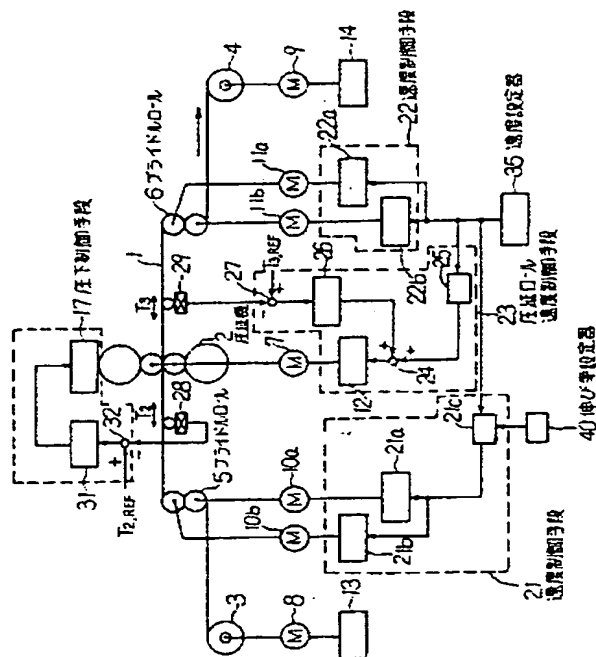 17 圧下制御手段
31
32
T2,REF
+
-
T2
28
2 圧延機
29
T3
1
6 ブライドルロール
4
9
M
14
5 ブライドルロール
3
8
M
13
10a
M
10b
M
21a
21b
21c
21 速度制御手段
40 伸び率設定器
7
M
12
24
+
+
25
26
27
T3,REF
+
-
23 圧延ロール速度制御手段
11a
M
11b
M
22a
22b
22 速度制御手段
35 速度設定器